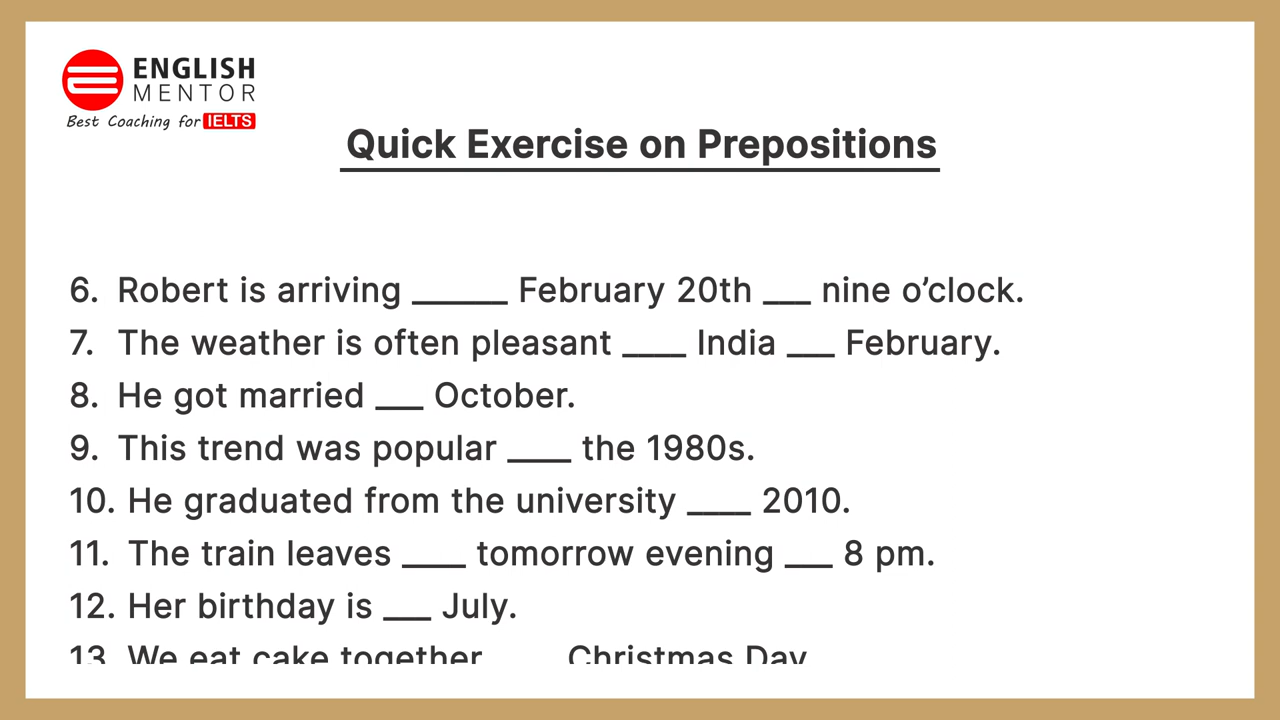 ENGLISH
MENTOR
Best Coaching for IELTS
Quick Exercise on Prepositions
6. Robert is arriving ______ February 20th ___ nine o’clock.
7. The weather is often pleasant ____ India ___ February.
8. He got married ___ October.
9. This trend was popular ____ the 1980s.
10. He graduated from the university ____ 2010.
11. The train leaves ____ tomorrow evening ___ 8 pm.
12. Her birthday is ___ July.
13. We eat cake together Christmas Day